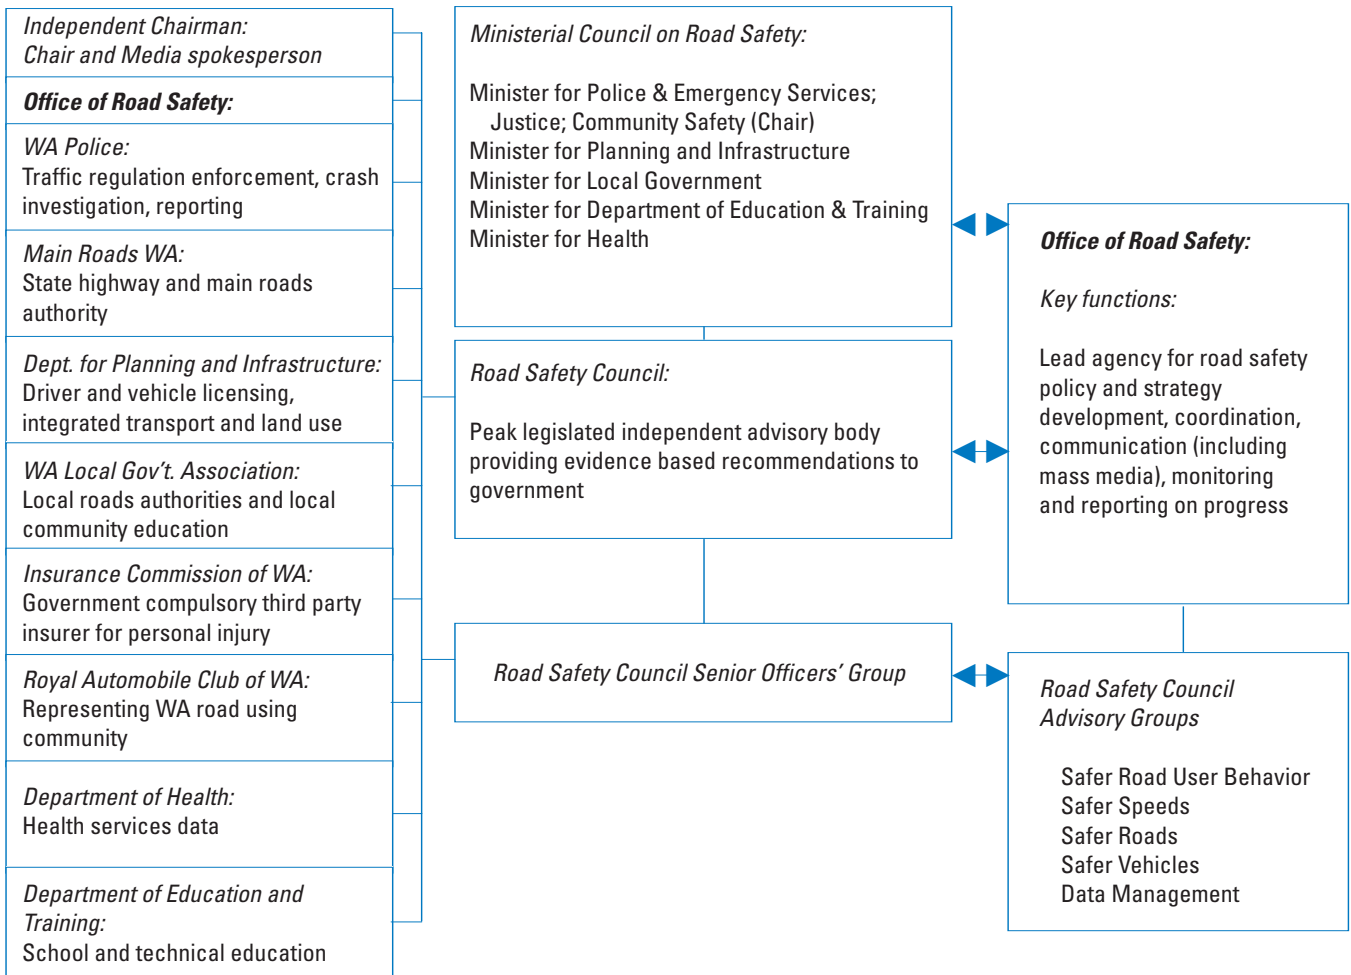 Independent Chairman:
Chair and Media spokesperson
Office of Road Safety:
WA Police:
Traffic regulation enforcement, crash
investigation, reporting
Main Roads WA:
State highway and main roads
authority
Dept. for Planning and Infrastructure:
Driver and vehicle licensing,
integrated transport and land use
WA Local Gov’t. Association:
Local roads authorities and local
community education
Insurance Commission of WA:
Government compulsory third party
insurer for personal injury
Royal Automobile Club of WA:
Representing WA road using
community
Department of Health:
Health services data
Department of Education and
Training:
School and technical education
Ministerial Council on Road Safety:
Minister for Police & Emergency Services;
Justice; Community Safety (Chair)
Minister for Planning and Infrastructure
Minister for Local Government
Minister for Department of Education & Training
Minister for Health
Road Safety Council:
Peak legislated independent advisory body
providing evidence based recommendations to
government
Road Safety Council Senior Officers’ Group
Office of Road Safety:
Key functions:
Lead agency for road safety
policy and strategy
development, coordination,
communication (including
mass media), monitoring
and reporting on progress
Road Safety Council
Advisory Groups
Safer Road User Behavior
Safer Speeds
Safer Roads
Safer Vehicles
Data Management